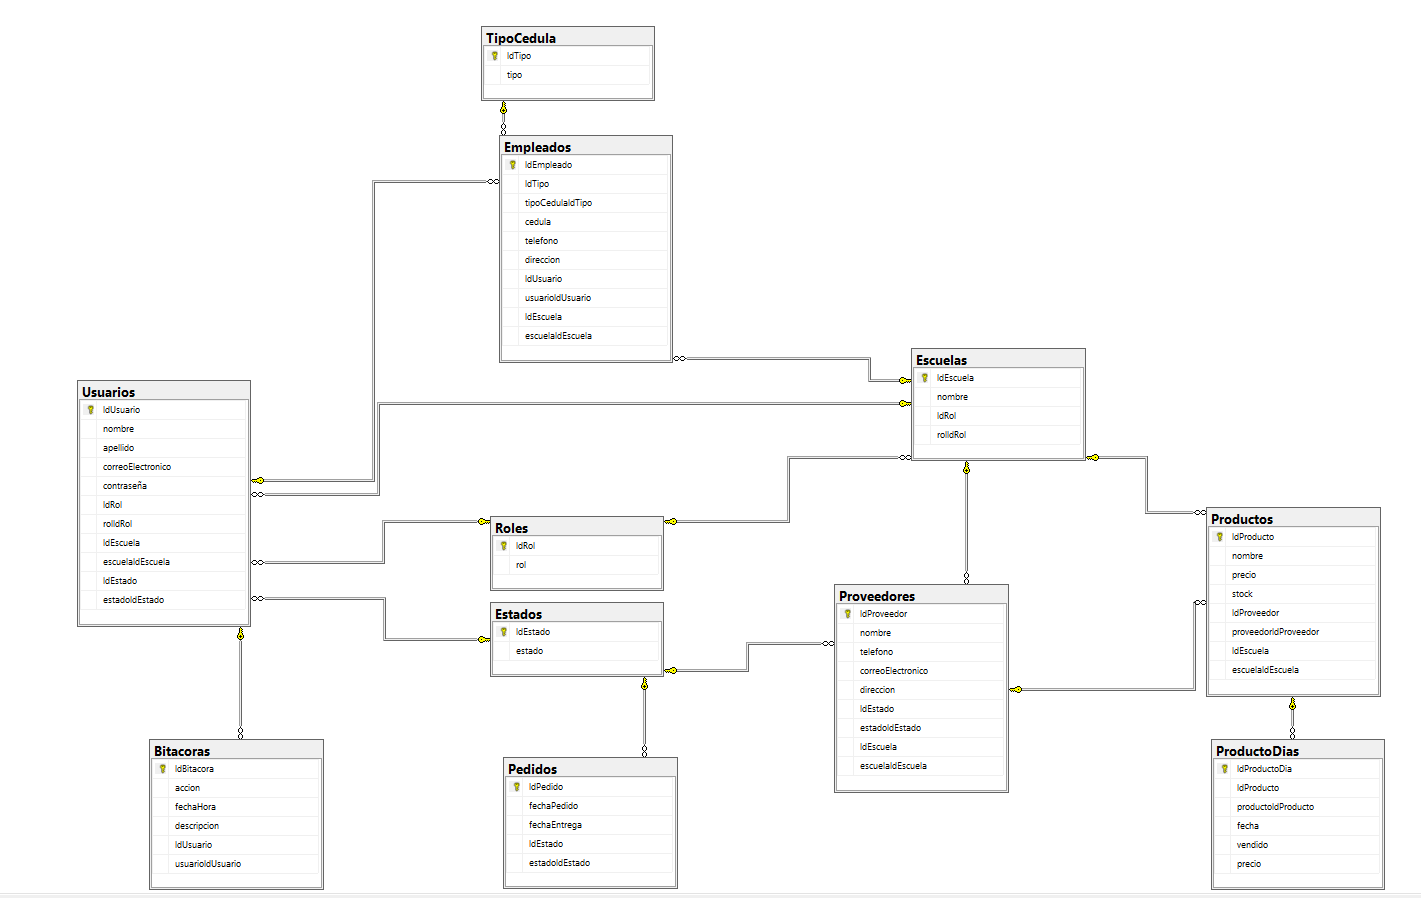 TipoCedula
IdTipo
tipo
Empleados
IdEmpleado
IdTipo
tipoCedulaIdTipo
cedula
telefono
direccion
IdUsuario
usuarioIdUsuario
IdEscuela
escuelaIdEscuela
Escuelas
IdEscuela
nombre
IdRol
rolIdRol
Usuarios
IdUsuario
nombre
apellido
correoElectronico
contraseña
IdRol
rolIdRol
IdEscuela
escuelaIdEscuela
IdEstado
estadoIdEstado
Roles
IdRol
rol
Estados
IdEstado
estado
Proveedores
IdProveedor
nombre
telefono
correoElectronico
direccion
IdEstado
estadoIdEstado
IdEscuela
escuelaIdEscuela
Productos
IdProducto
nombre
precio
stock
IdProveedor
proveedorIdProveedor
IdEscuela
escuelaIdEscuela
Bitacoras
IdBitacora
accion
fechaHora
descripcion
IdUsuario
usuarioIdUsuario
Pedidos
IdPedido
fechaPedido
fechaEntrega
IdEstado
estadoIdEstado
ProductoDias
IdProductoDia
IdProducto
productoIdProducto
fecha
vendido
precio